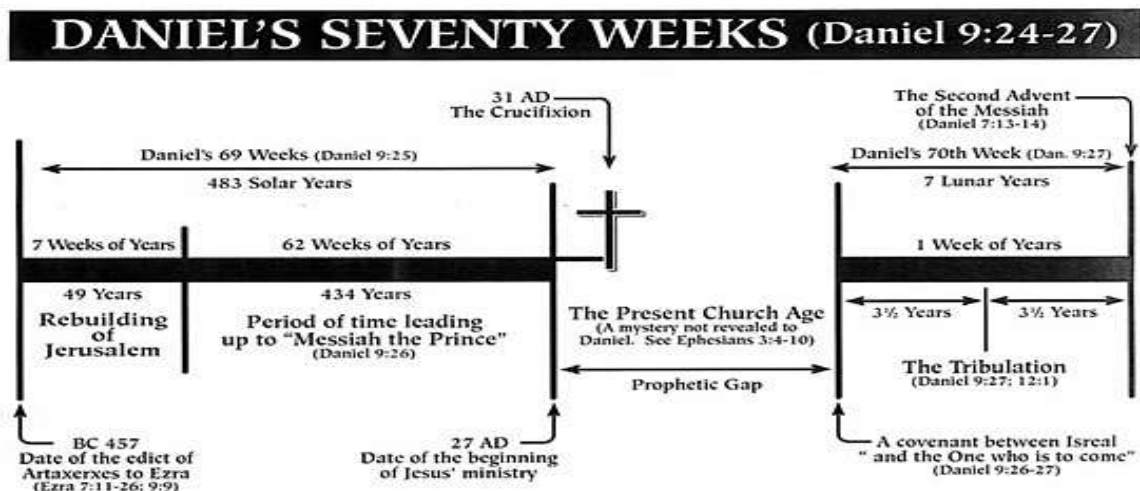 DANIEL'S SEVENTY WEEKS (Daniel 9:24-27)
31 AD
The Crucifixion
The Second Advent
of the Messiah
(Daniel 7:13-14)
Daniel's 69 Weeks (Daniel 9:25)
483 Solar Years
Daniel's 70th Week (Dan. 9:27)
7 Lunar Years
7 Weeks of Years
62 Weeks of Years
1 Week of Years
49 Years
Rebuilding
of
Jerusalem
434 Years
Period of time leading
up to "Messiah the Prince"
(Daniel 9:26)
The Present Church Age
(A mystery not revealed to
Daniel. See Ephesians 3:4-10)
Prophetic Gap
3½ Years
3½ Years
The Tribulation
(Daniel 9:27; 12:1)
BC 457
Date of the edict of
Artaxerxes to Ezra
(Ezra 7:11-26; 9:9)
27 AD
Date of the beginning
of Jesus' ministry
A covenant between Isreal
" and the One who is to come"
(Daniel 9:26-27)